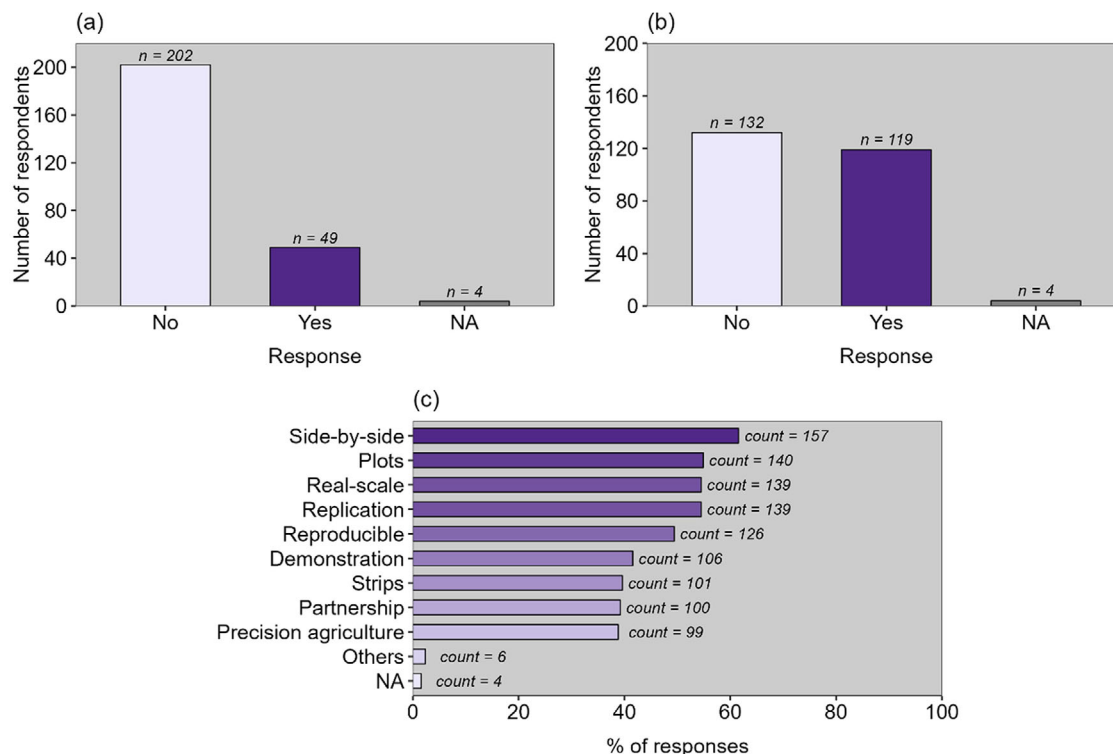 (a)
Number of respondents
200
160
120
80
40
0
n = 202
n = 49
n = 4
No Yes NA
Response
(b)
Number of respondents
200
160
120
80
40
0
n = 132
n = 119
n = 4
No Yes NA
Response
(c)
Side-by-side count = 157
Plots count = 140
Real-scale count = 139
Replication count = 139
Reproducible count = 126
Demonstration count = 106
Strips count = 101
Partnership count = 100
Precision agriculture count = 99
Others count = 6
NA count = 4
0 20 40 60 80 100
% of responses